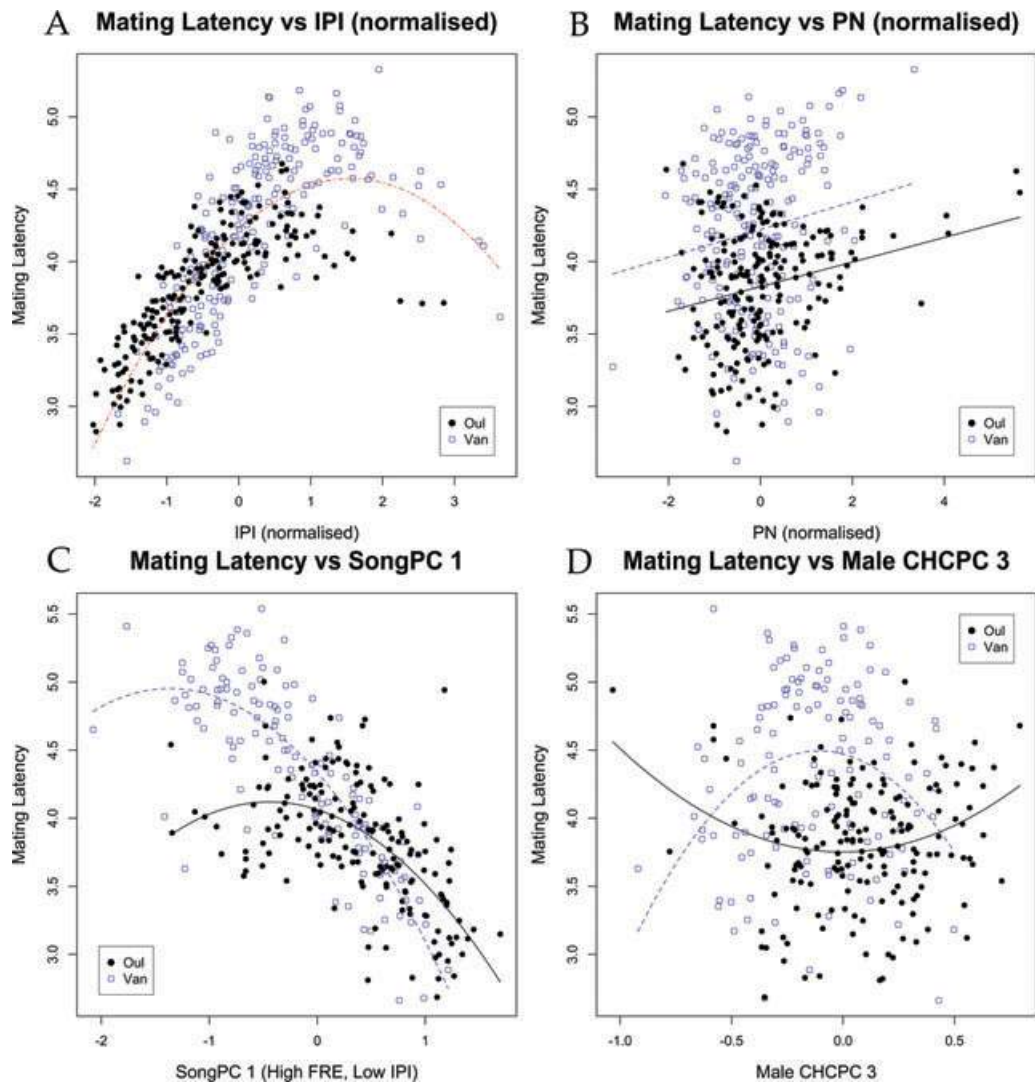 A Mating Latency vs IPI (normalised)
Mating Latency
5.0
4.5
4.0
3.5
3.0
-2 -1 0 1 2 3
IPI (normalised)
Oul
Van
B Mating Latency vs PN (normalised)
Mating Latency
5.0
4.5
4.0
3.5
3.0
-2 0 2 4
PN (normalised)
Oul
Van
C Mating Latency vs SongPC 1
Mating Latency
5.5
5.0
4.5
4.0
3.5
3.0
-2 -1 0 1
SongPC 1 (High FRE, Low IPI)
Oul
Van
D Mating Latency vs Male CHCPC 3
Mating Latency
5.5
5.0
4.5
4.0
3.5
3.0
-1.0 -0.5 0.0 0.5
Male CHCPC 3
Oul
Van